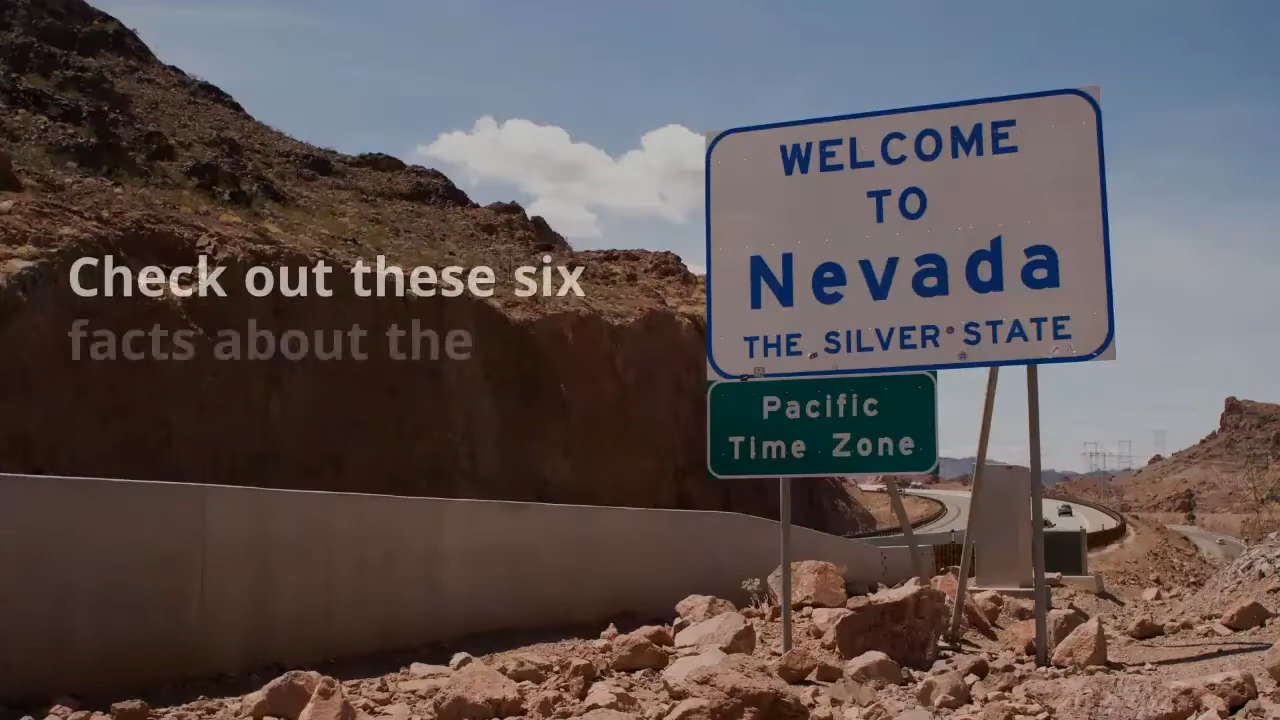 Check out these six
facts about the
WELCOME
TO
Nevada
THE SILVER STATE
Pacific
Time Zone